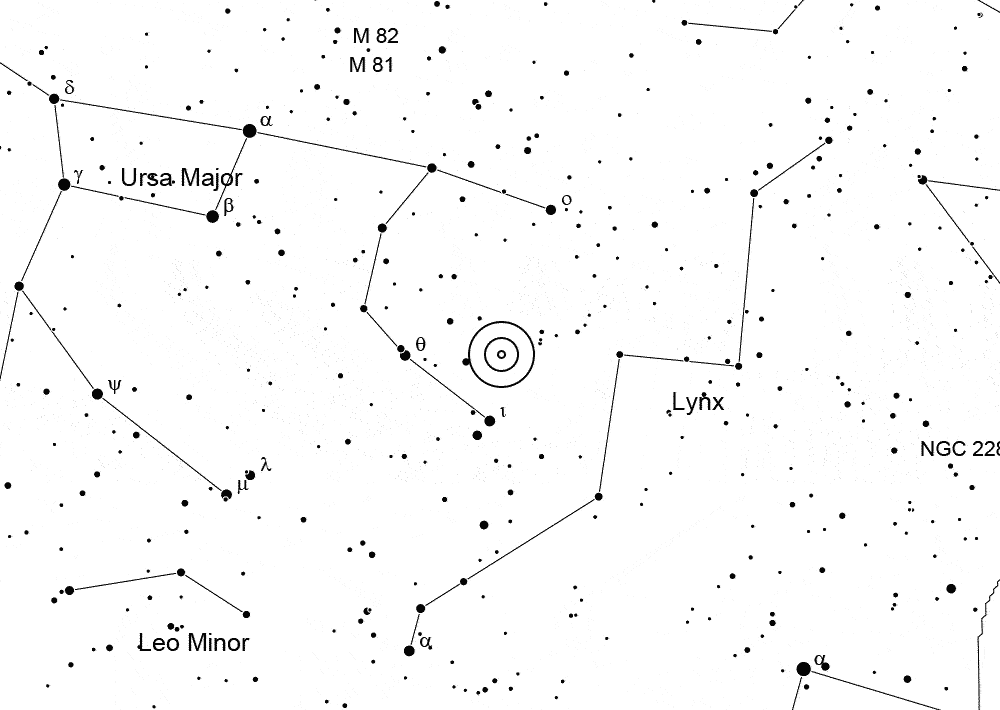 M 82
M 81
δ
α
γ
Ursa Major
β
ο
θ
ψ
ι
Lynx
NGC 228
λ
μ
α
Leo Minor
α